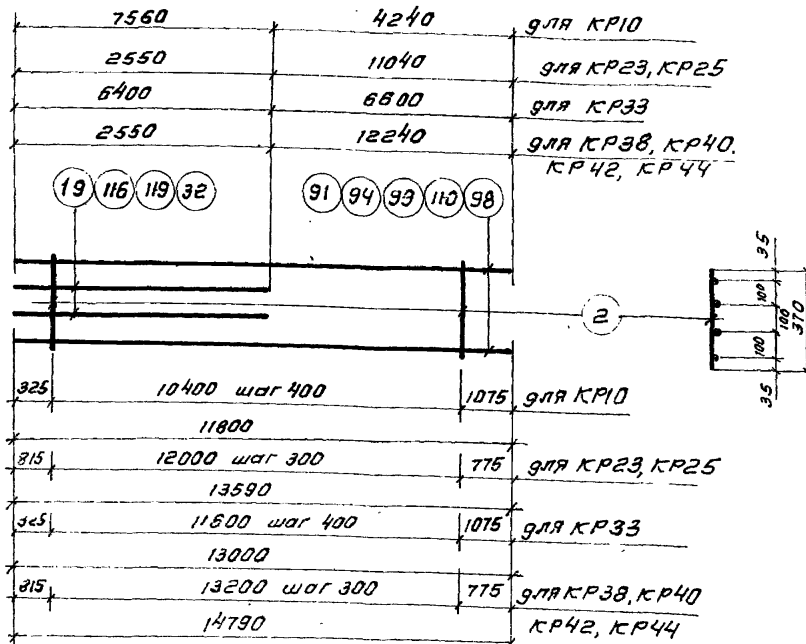 7560 4240 для КР10
2550 11040 для КР23, КР25
6400 6600 для КР33
2550 12240 для КР38, КР40.
КР42, КР44
19 116 119 32 91 94 93 110 98
2
35
100
100
100
370
35
325 10400 шаг 400 1075 для КР10
11800
815 12000 шаг 300 775 для КР23, КР25
13590
325 11600 шаг 400 1075 для КР33
13000
815 13200 шаг 300 775 для КР38, КР40
14790 КР42, КР44